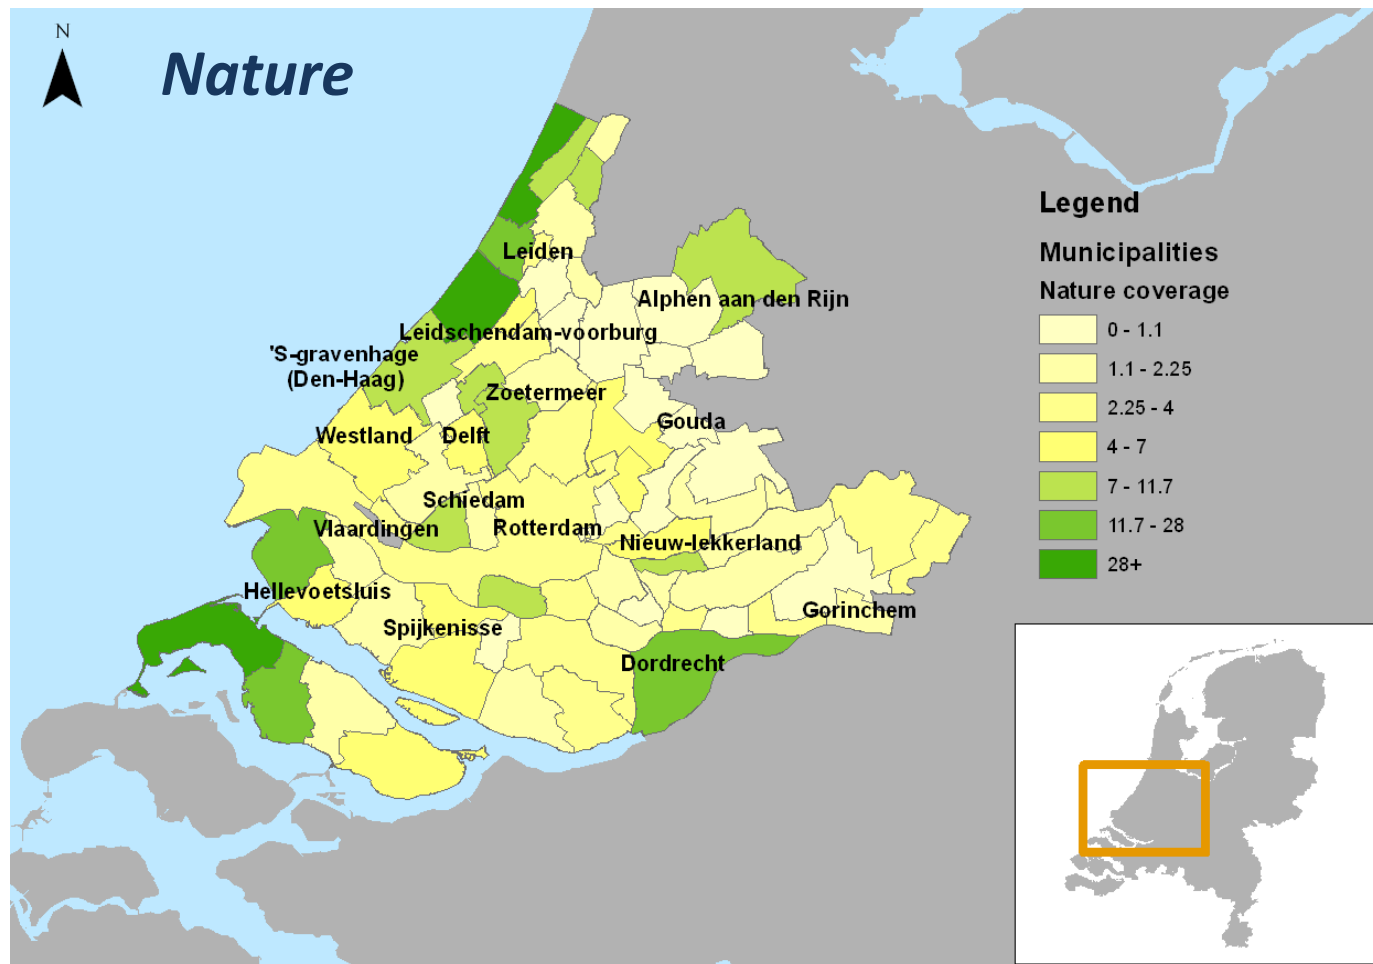 N
Nature
Leiden
Alphen aan den Rijn
Leidschendam-voorburg
'S-gravenhage
(Den-Haag)
Zoetermeer
Gouda
Westland
Delft
Schiedam
Vlaardingen
Rotterdam
Nieuw-lekkerland
Hellevoetsluis
Gorinchem
Spijkenisse
Dordrecht
Legend
Municipalities
Nature coverage
0 - 1.1
1.1 - 2.25
2.25 - 4
4 - 7
7 - 11.7
11.7 - 28
28+